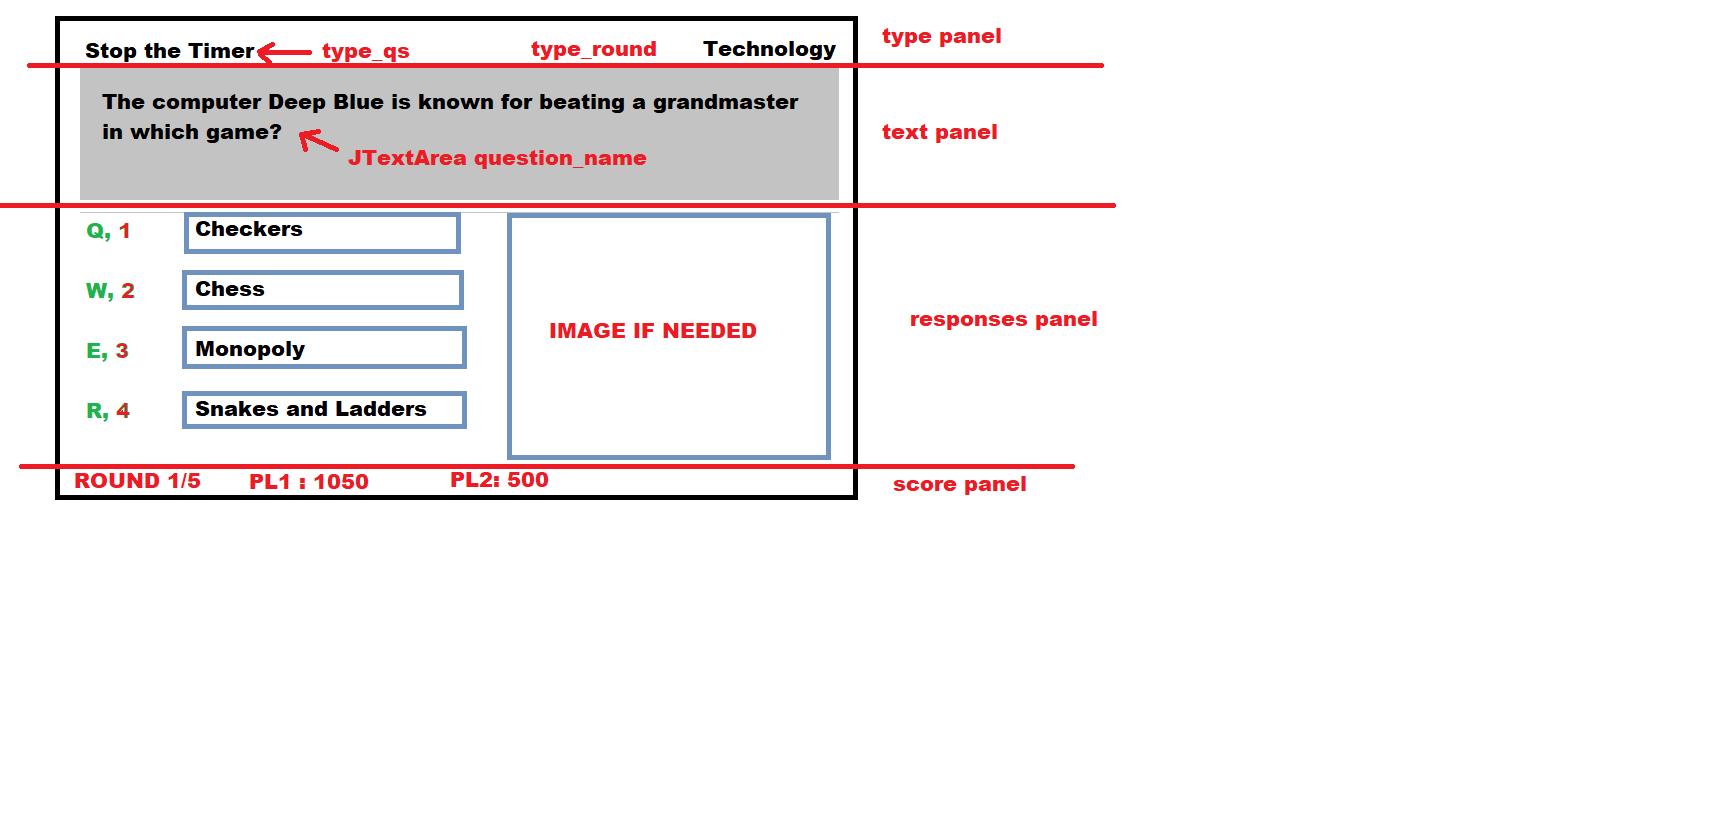 type panel
Stop the Timer type_qs type_round Technology
The computer Deep Blue is known for beating a grandmaster
in which game?
text panel
JTextArea question_name
Q, 1 Checkers
W, 2 Chess
IMAGE IF NEEDED
responses panel
E, 3 Monopoly
R, 4 Snakes and Ladders
ROUND 1/5 PL1 : 1050 PL2: 500
score panel